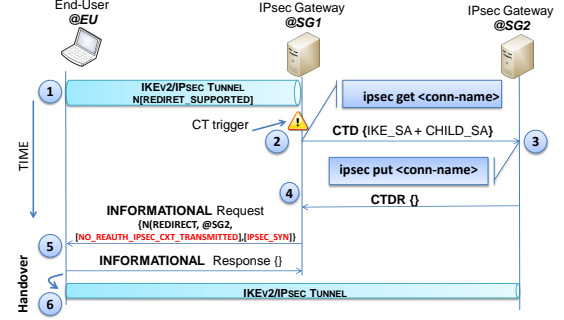 End-User
@EU
IPsec Gateway
@SG1
IPsec Gateway
@SG2
1
IKEv2/IPsec Tunnel
N[REDIRET_SUPPORTED]
ipsec get <conn-name>
CT trigger
2
CTD {IKE_SA + CHILD_SA}
3
TIME
ipsec put <conn-name>
4
CTDR {}
INFORMATIONAL Request
{N(REDIRECT, @SG2,
[NO_REAUTH_IPSEC_CXT_TRANSMITTED],[IPSEC_SYN]}
5
INFORMATIONAL Response {}
Handover
6
IKEv2/IPsec Tunnel